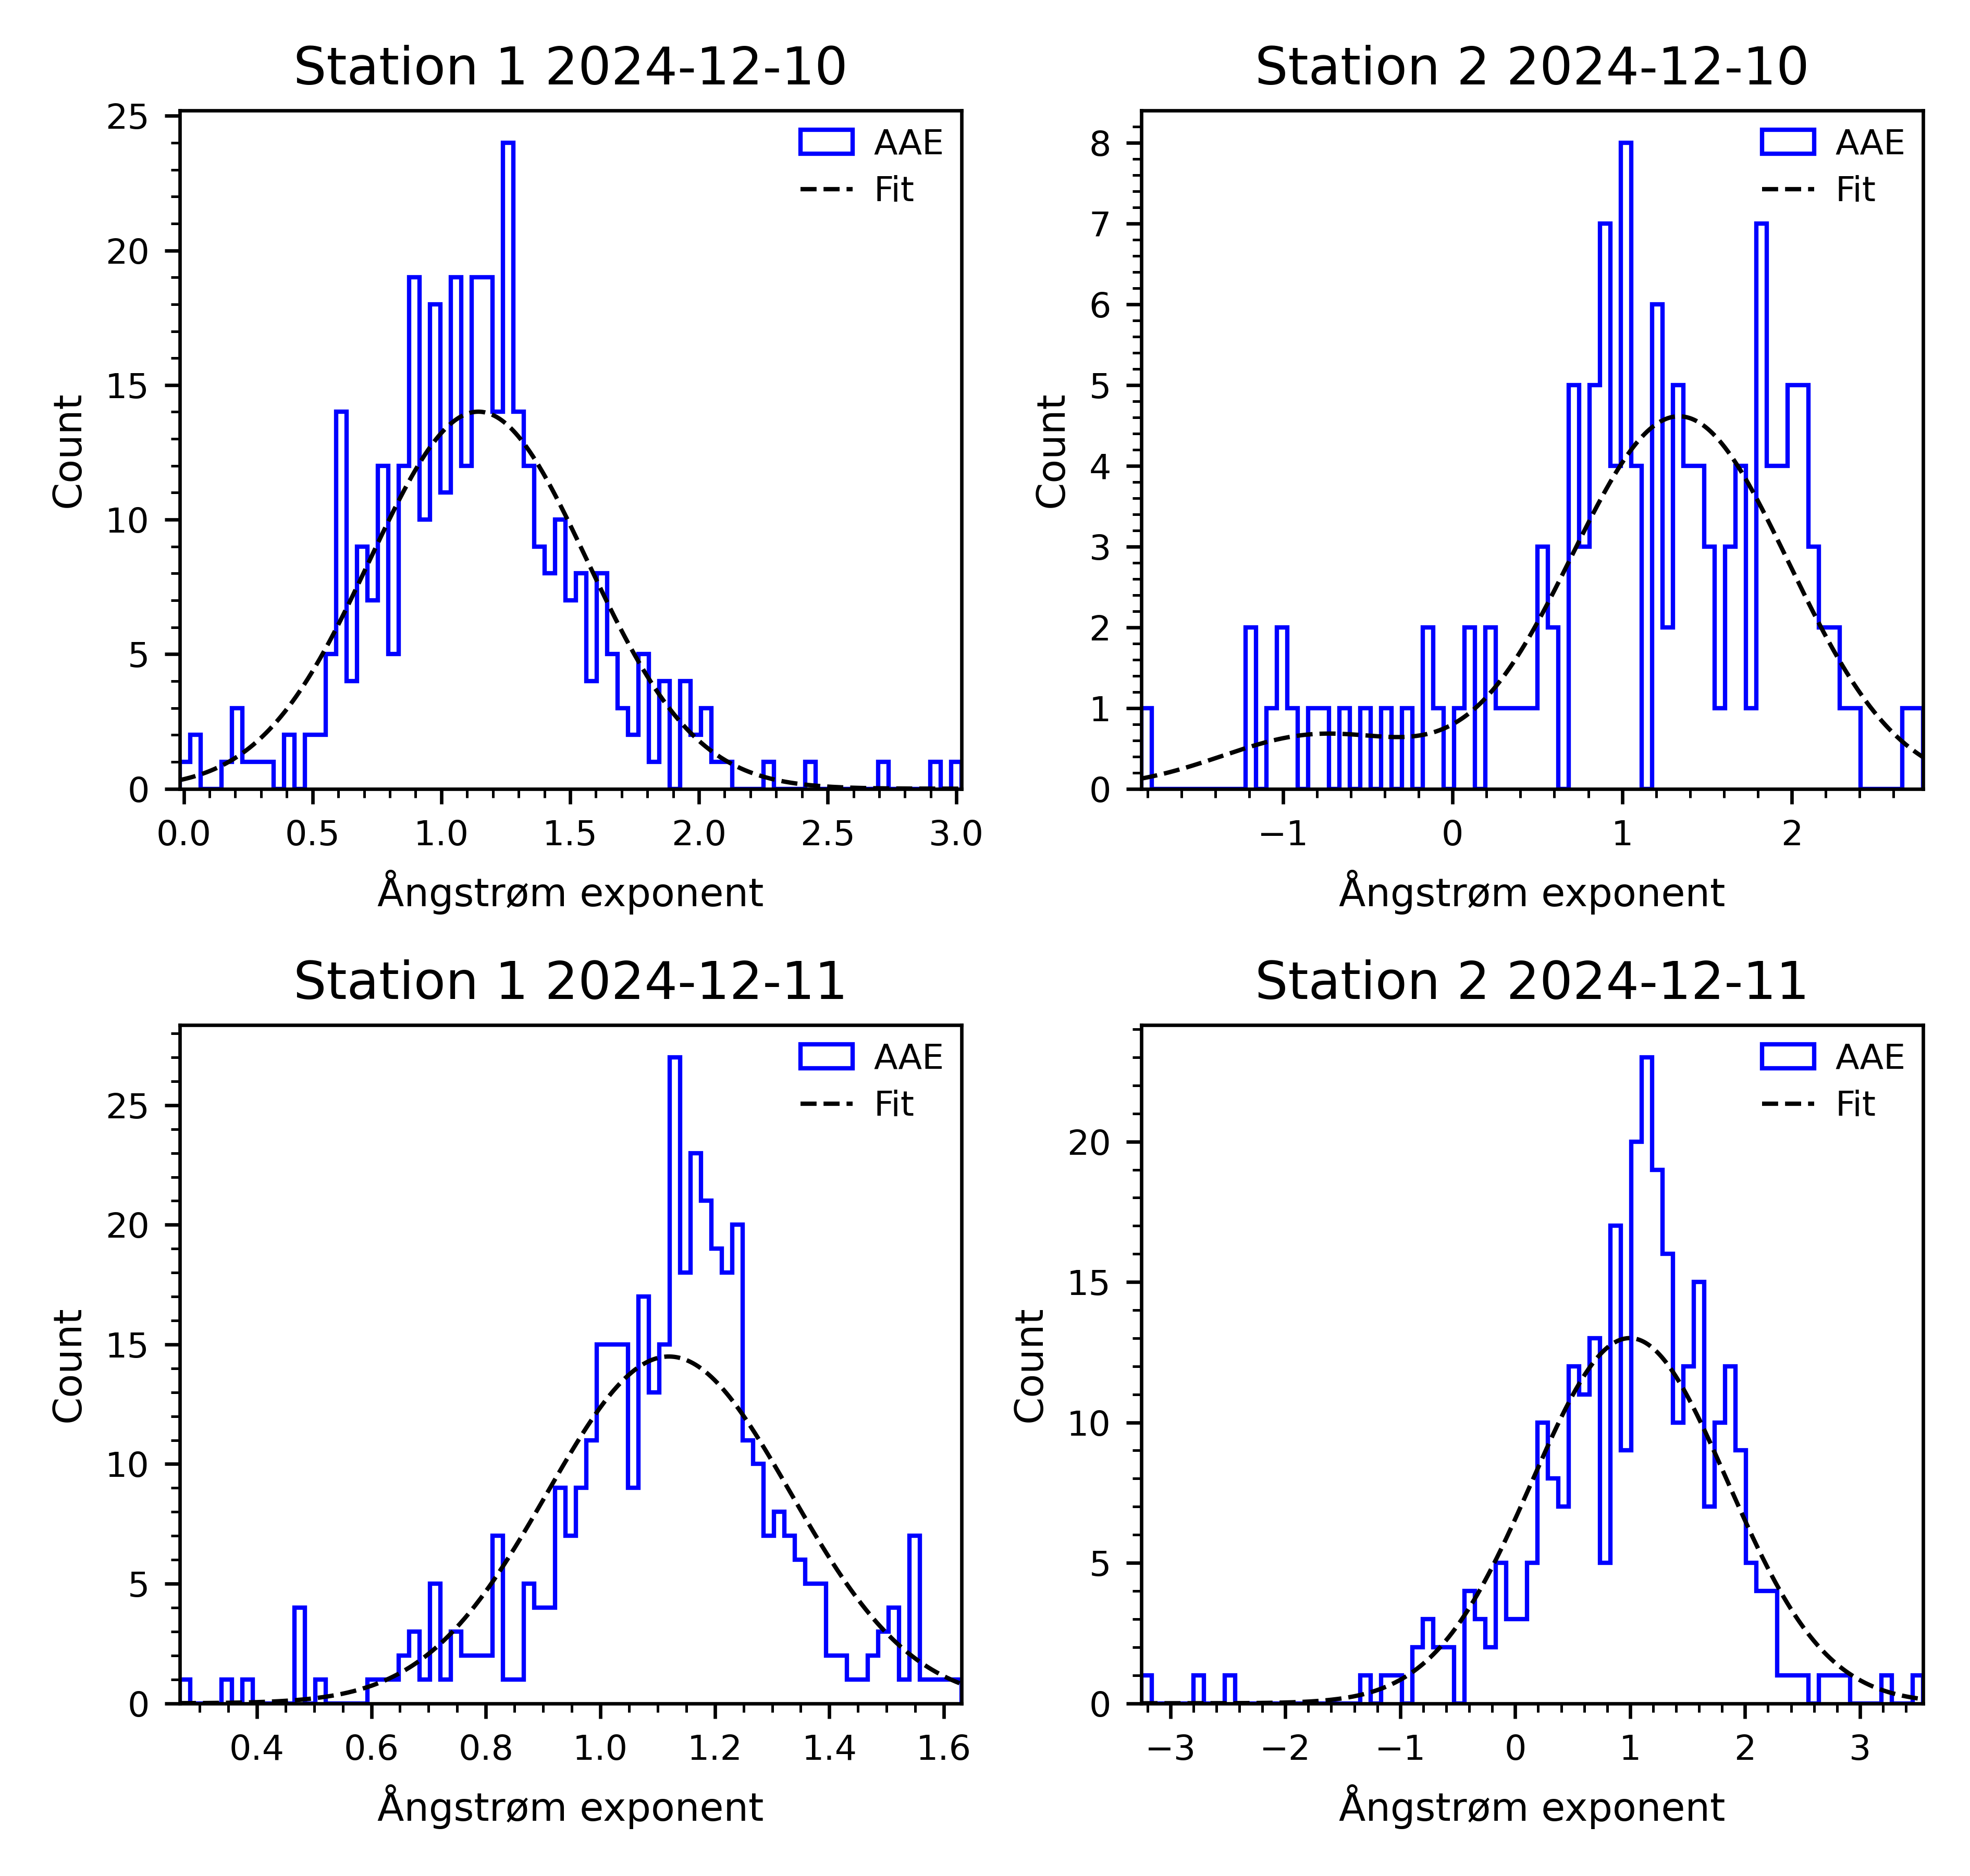 Station 1 2024-12-10
25
20
15
10
5
0
Count
AAE
Fit
0.0 0.5 1.0 1.5 2.0 2.5 3.0
Ångstrøm exponent
Station 2 2024-12-10
8
7
6
5
4
3
2
1
0
Count
AAE
Fit
−1 0 1 2
Ångstrøm exponent
Station 1 2024-12-11
25
20
15
10
5
0
Count
AAE
Fit
0.4 0.6 0.8 1.0 1.2 1.4 1.6
Ångstrøm exponent
Station 2 2024-12-11
20
15
10
5
0
Count
AAE
Fit
−3 −2 −1 0 1 2 3
Ångstrøm exponent